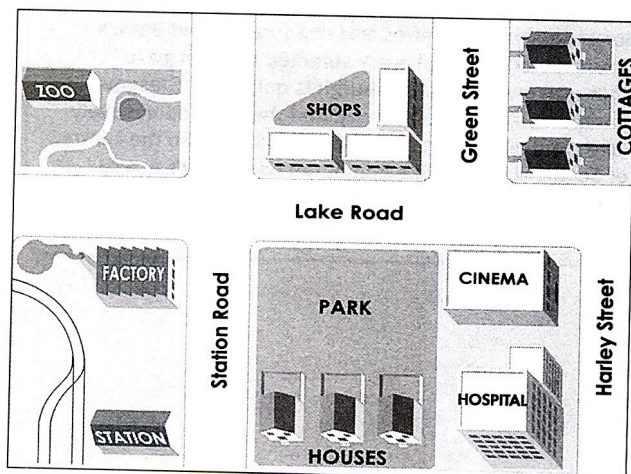 ZOO
SHOPS
Green Street
COTTAGES
Lake Road
FACTORY
Station Road
PARK
CINEMA
Harley Street
HOSPITAL
STATION
HOUSES